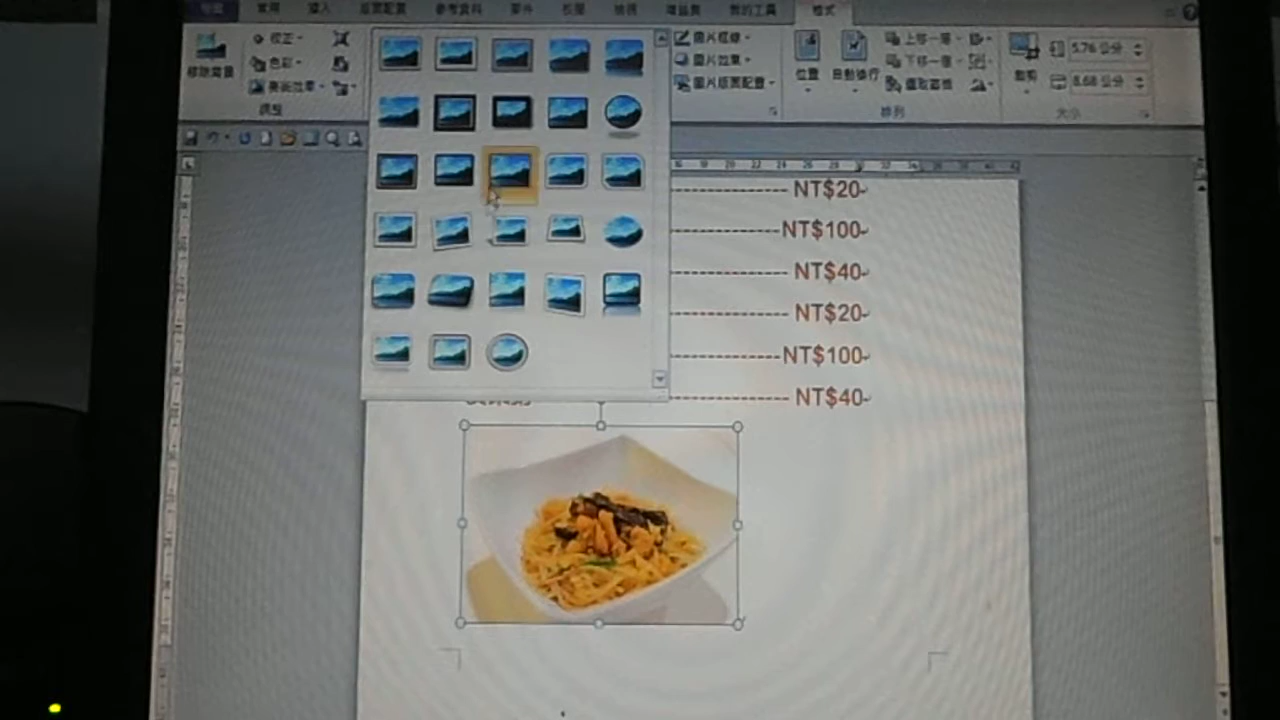 檔案 常用 插入 版面配置 參考資料 郵件 校閱 檢視 增益集 我的工具 格式
移除背景
校正
色彩
美術效果
調整
圖片框線
圖片效果
圖片版面配置
位置
自動換行
上移一層
下移一層
選取窗格
排列
裁剪
5.76 公分
8.68 公分
大小
---------------- NT$20
--------------- NT$100
---------------- NT$40
---------------- NT$20
--------------- NT$100
---------------- NT$40